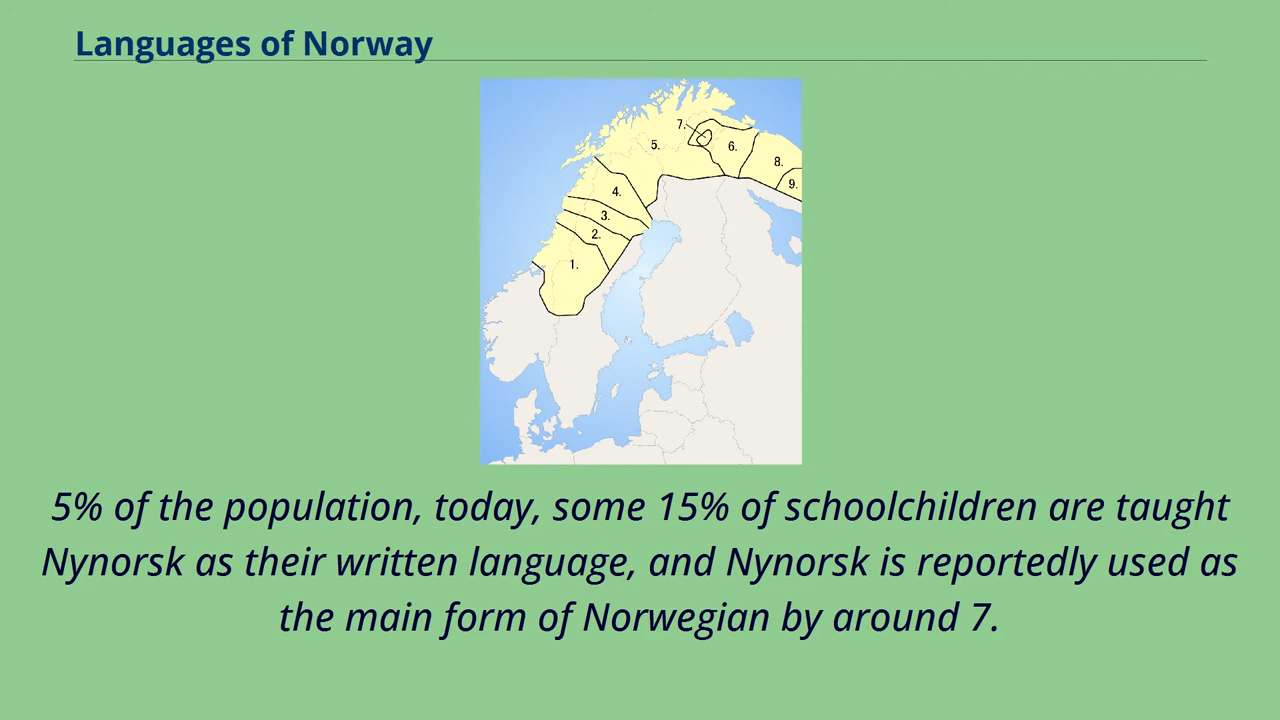 Languages of Norway
7.
5.
6.
8.
9.
4.
3.
2.
1.
5% of the population, today, some 15% of schoolchildren are taught
Nynorsk as their written language, and Nynorsk is reportedly used as
the main form of Norwegian by around 7.